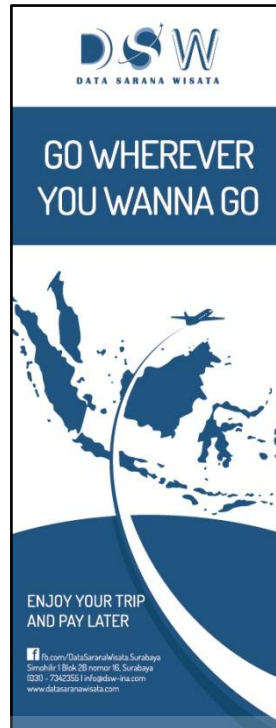 DSW
DATA SARANA WISATA
GO WHEREVER
YOU WANNA GO
ENJOY YOUR TRIP
AND PAY LATER
f fb.com/DataSaranaWisata.Surabaya
Simohilir 1 Blok 2B nomor 16, Surabaya
(031) - 7342355 | info@dsw-ina.com
www.datasaranawisata.com